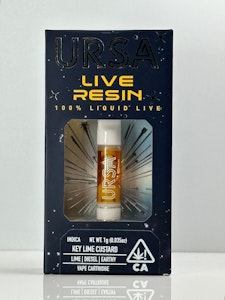 URSA
LIVE
RESIN
100% LIQUID LIVE
URSA
INDICA NT. WT. 1g (0.035oz)
KEY LIME CUSTARD
LIME | DIESEL | EARTHY
VAPE CARTRIDGE
CA